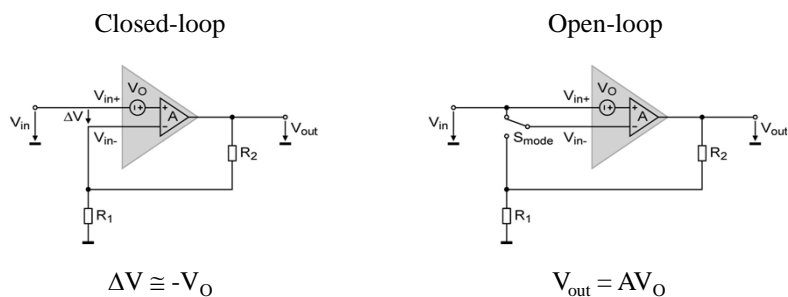 Closed-loop
Open-loop
Vin+
VO
+
A
−
Vin
ΔV
Vin-
Vout
R2
R1
Vin+
VO
+
A
−
Vin
Smode
Vin-
Vout
R2
R1
ΔV ≅ -VO
Vout = AVO